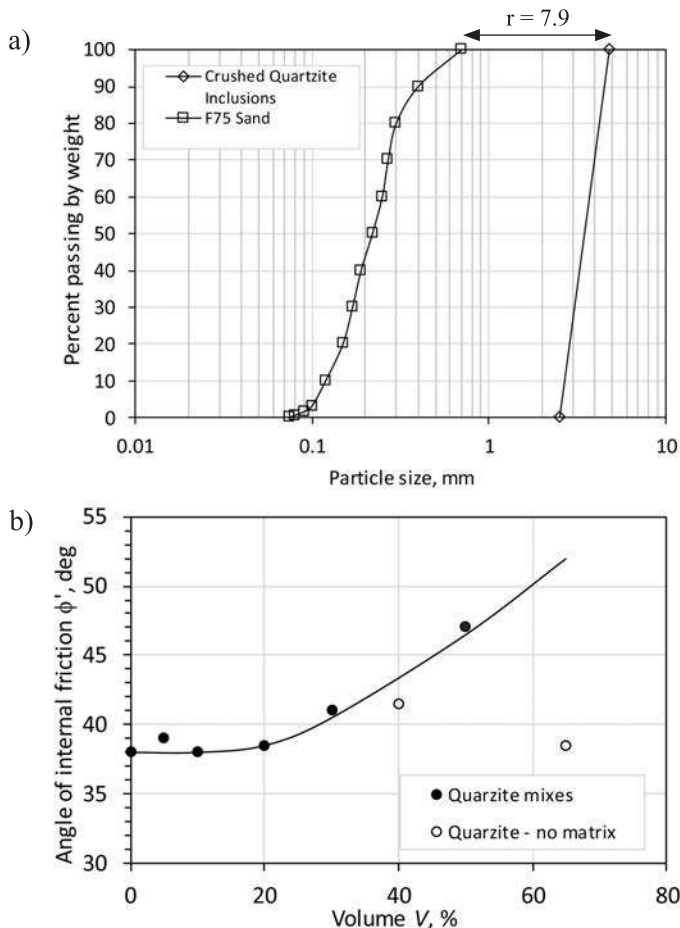 a)
r = 7.9
100
90
80
70
60
50
40
30
20
10
0
Percent passing by weight
Crushed Quartzite
Inclusions
F75 Sand
0.01
0.1
1
10
Particle size, mm
b)
55
50
45
40
35
30
Angle of internal friction ϕ', deg
Quarzite mixes
Quarzite - no matrix
0
20
40
60
80
Volume V, %